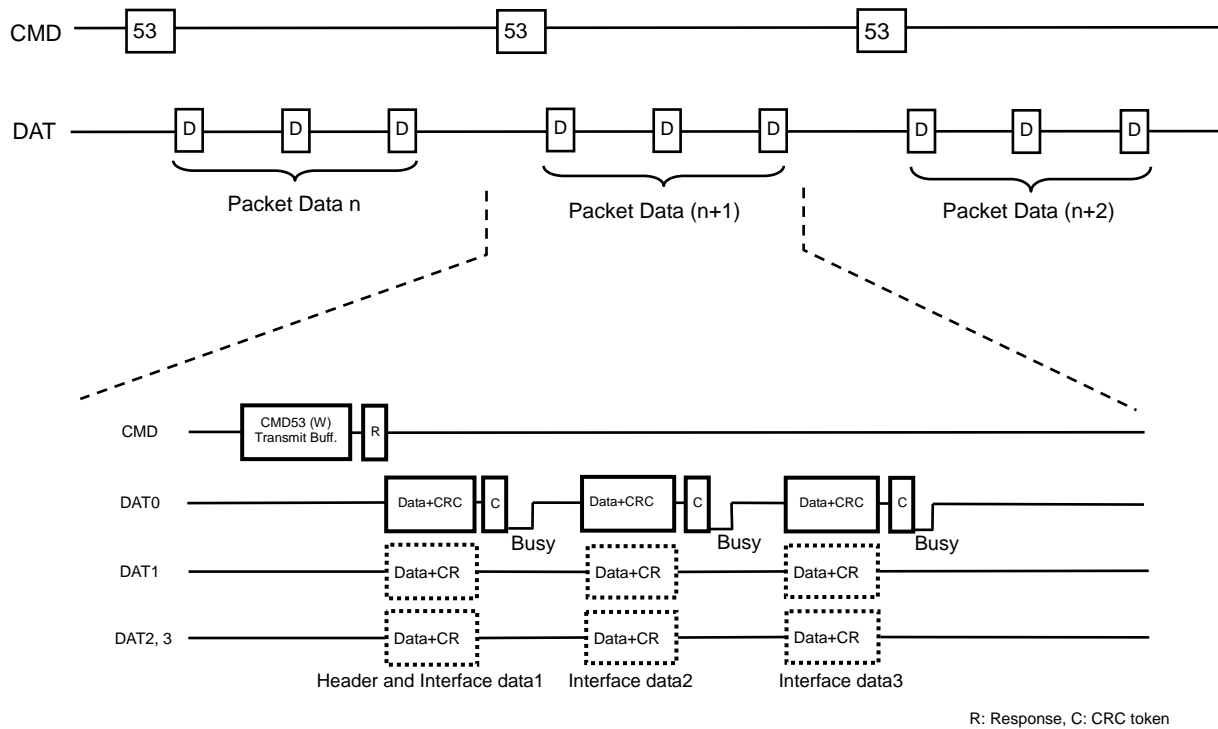 CMD 53 53 53
DAT D D D D D D D D D
Packet Data n Packet Data (n+1) Packet Data (n+2)
CMD CMD53 (W) R
Transmit Buff.
DAT0 Data+CRC C Data+CRC C Data+CRC C
Busy Busy Busy
DAT1 Data+CR Data+CR Data+CR
DAT2, 3 Data+CR Data+CR Data+CR
Header and Interface data1 Interface data2 Interface data3
R: Response, C: CRC token